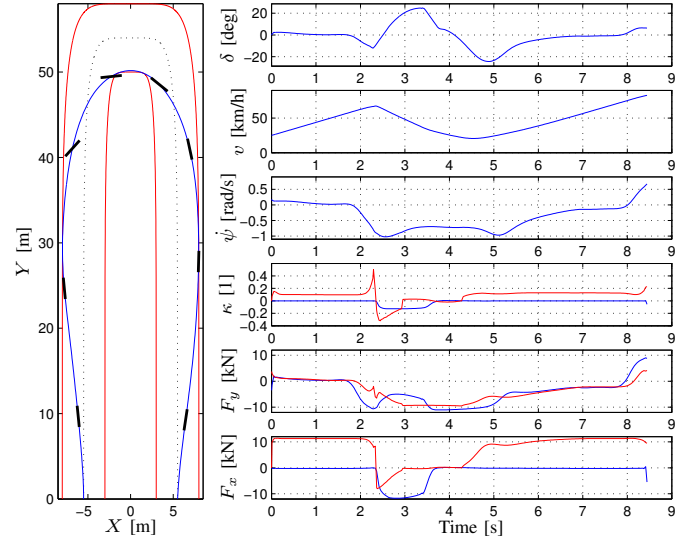 50
40
30
20
10
0
−5
0
5
X [m]
Y [m]
20
0
−20
δ [deg]
0 1 2 3 4 5 6 7 8 9
50
0
v [km/h]
0 1 2 3 4 5 6 7 8 9
0.5
0
−0.5
−1
ψ̇ [rad/s]
0 1 2 3 4 5 6 7 8 9
0.4
0.2
0
−0.2
−0.4
κ [1]
0 1 2 3 4 5 6 7 8 9
10
0
−10
F_y [kN]
0 1 2 3 4 5 6 7 8 9
10
0
−10
F_x [kN]
0 1 2 3 4 5 6 7 8 9
Time [s]